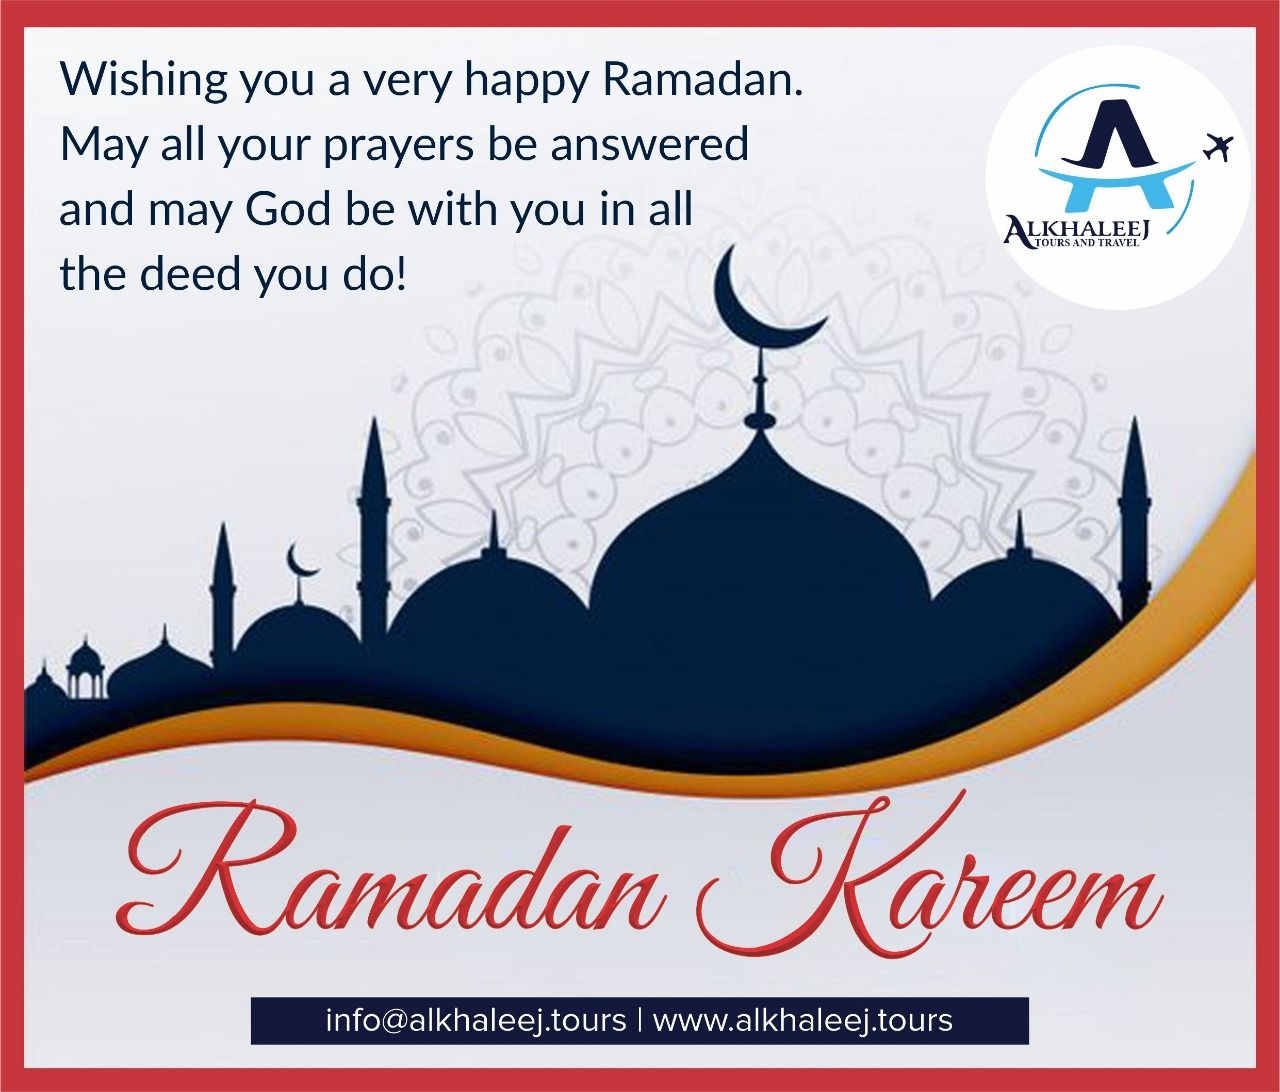 Wishing you a very happy Ramadan.
May all your prayers be answered
and may God be with you in all
the deed you do!
ALKHALEEJ
TOURS AND TRAVEL
Ramadan Kareem
info@alkhaleej.tours | www.alkhaleej.tours